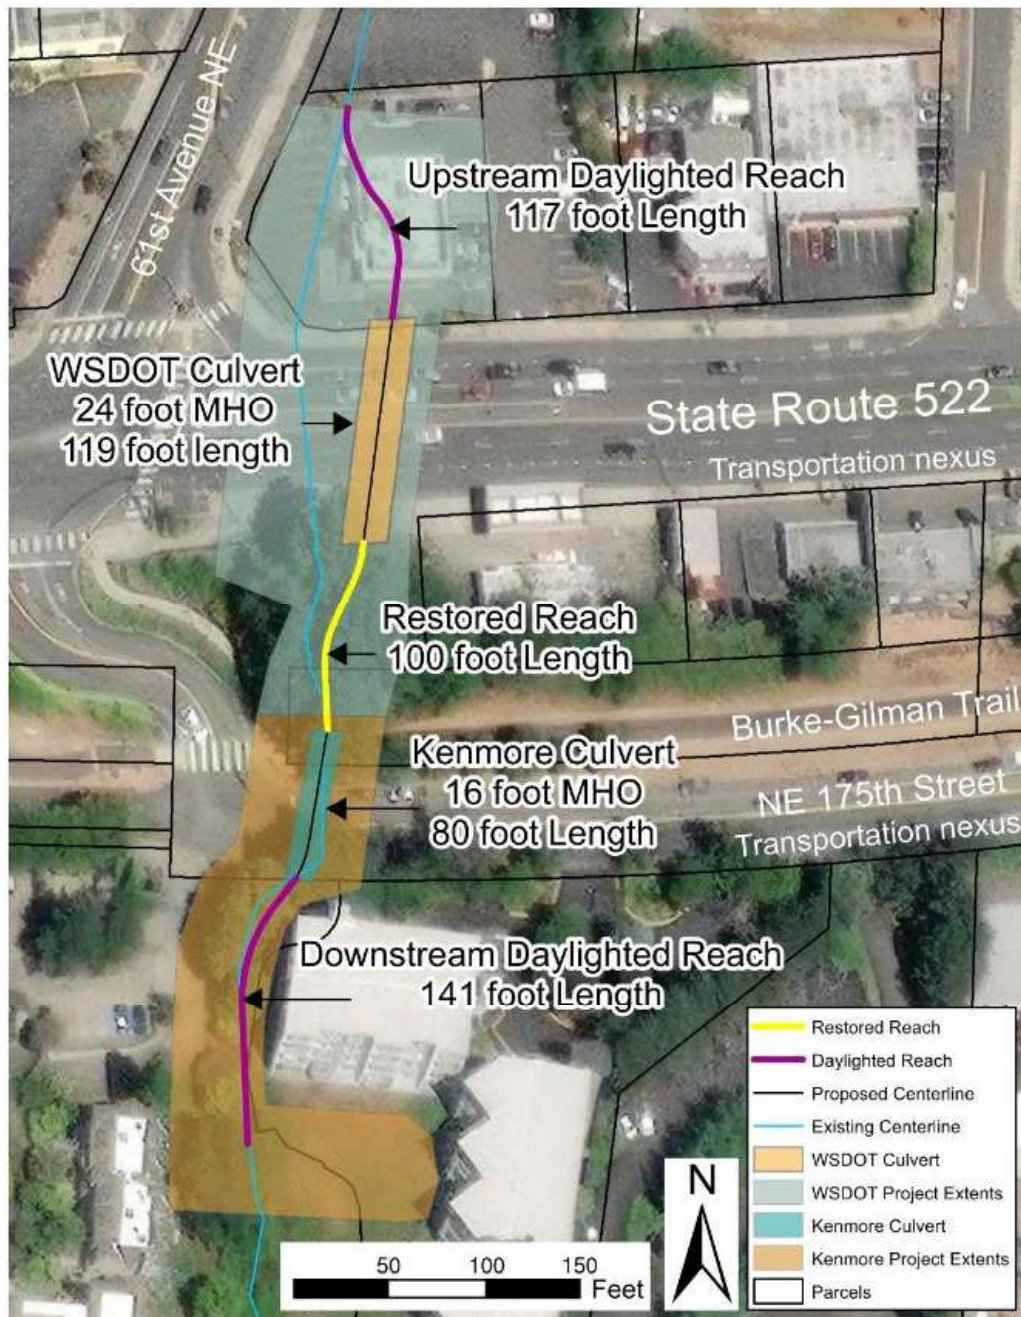 61st Avenue NE
Upstream Daylighted Reach
117 foot Length
WSDOT Culvert
24 foot MHO
119 foot length
State Route 522
Transportation nexus
Restored Reach
100 foot Length
Burke-Gilman Trail
Kenmore Culvert
16 foot MHO
80 foot Length
NE 175th Street
Transportation nexus
Downstream Daylighted Reach
141 foot Length
Restored Reach
Daylighted Reach
Proposed Centerline
Existing Centerline
WSDOT Culvert
WSDOT Project Extents
Kenmore Culvert
Kenmore Project Extents
Parcels
N
50 100 150
Feet